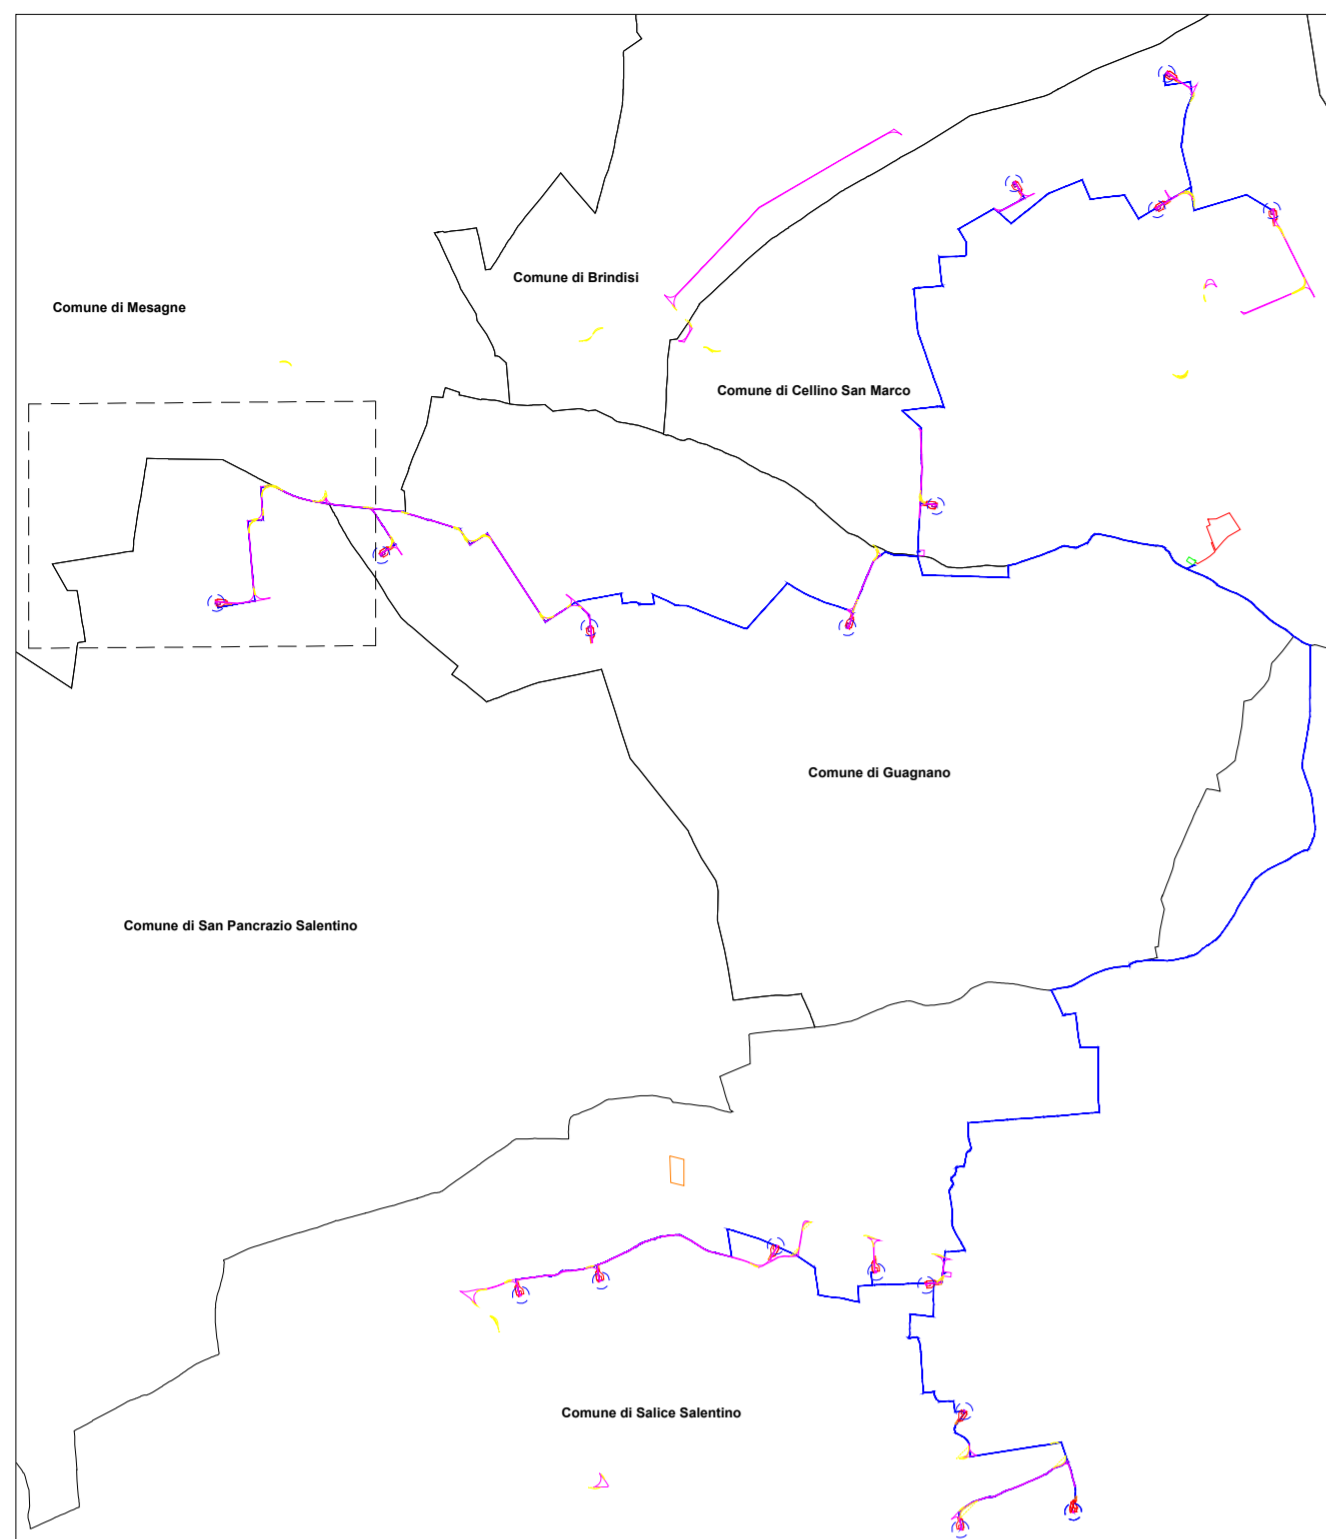 Comune di Brindisi
Comune di Mesagne
Comune di Cellino San Marco
Comune di Guagnano
Comune di San Pancrazio Salentino
Comune di Salice Salentino